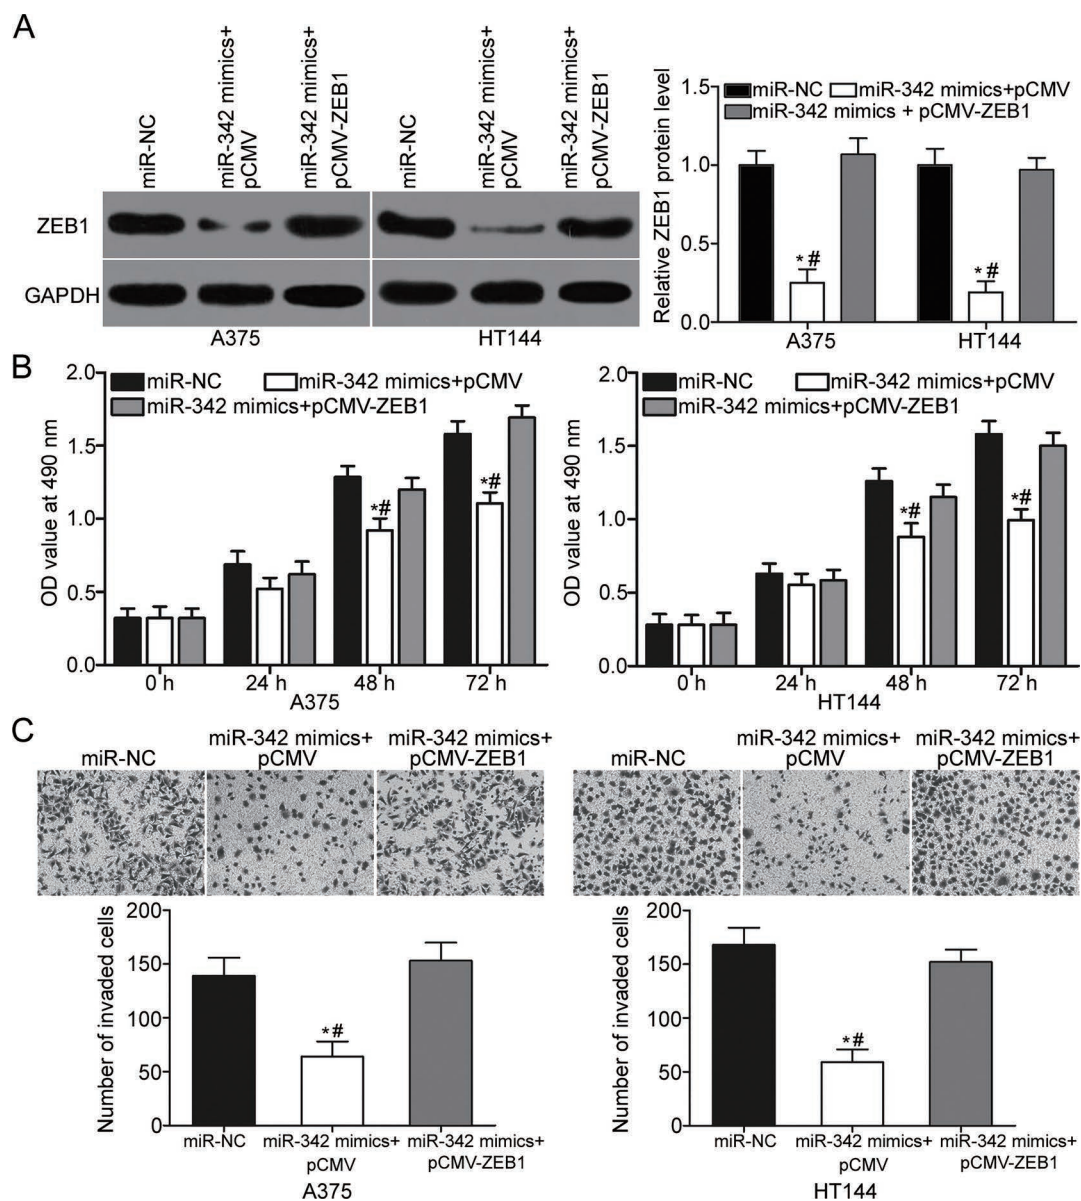 A
miR-NC
miR-342 mimics+
pCMV
miR-342 mimics+
pCMV-ZEB1
miR-NC
miR-342 mimics+
pCMV
miR-342 mimics+
pCMV-ZEB1
ZEB1
GAPDH
A375
HT144
Relative ZEB1 protein level
1.5
1.0
0.5
0.0
miR-NC
miR-342 mimics+pCMV
miR-342 mimics + pCMV-ZEB1
*#
*#
A375
HT144
B
OD value at 490 nm
2.0
1.5
1.0
0.5
0.0
miR-NC
miR-342 mimics+pCMV
miR-342 mimics+pCMV-ZEB1
*#
*#
0 h
24 h
48 h
72 h
A375
OD value at 490 nm
2.0
1.5
1.0
0.5
0.0
miR-NC
miR-342 mimics+pCMV
miR-342 mimics+pCMV-ZEB1
*#
*#
0 h
24 h
48 h
72 h
HT144
C
miR-NC
miR-342 mimics+
pCMV
miR-342 mimics+
pCMV-ZEB1
miR-NC
miR-342 mimics+
pCMV
miR-342 mimics+
pCMV-ZEB1
Number of invaded cells
200
150
100
50
0
*#
miR-NC
miR-342 mimics+
pCMV
miR-342 mimics+
pCMV-ZEB1
A375
Number of invaded cells
200
150
100
50
0
*#
miR-NC
miR-342 mimics+
pCMV
miR-342 mimics+
pCMV-ZEB1
HT144